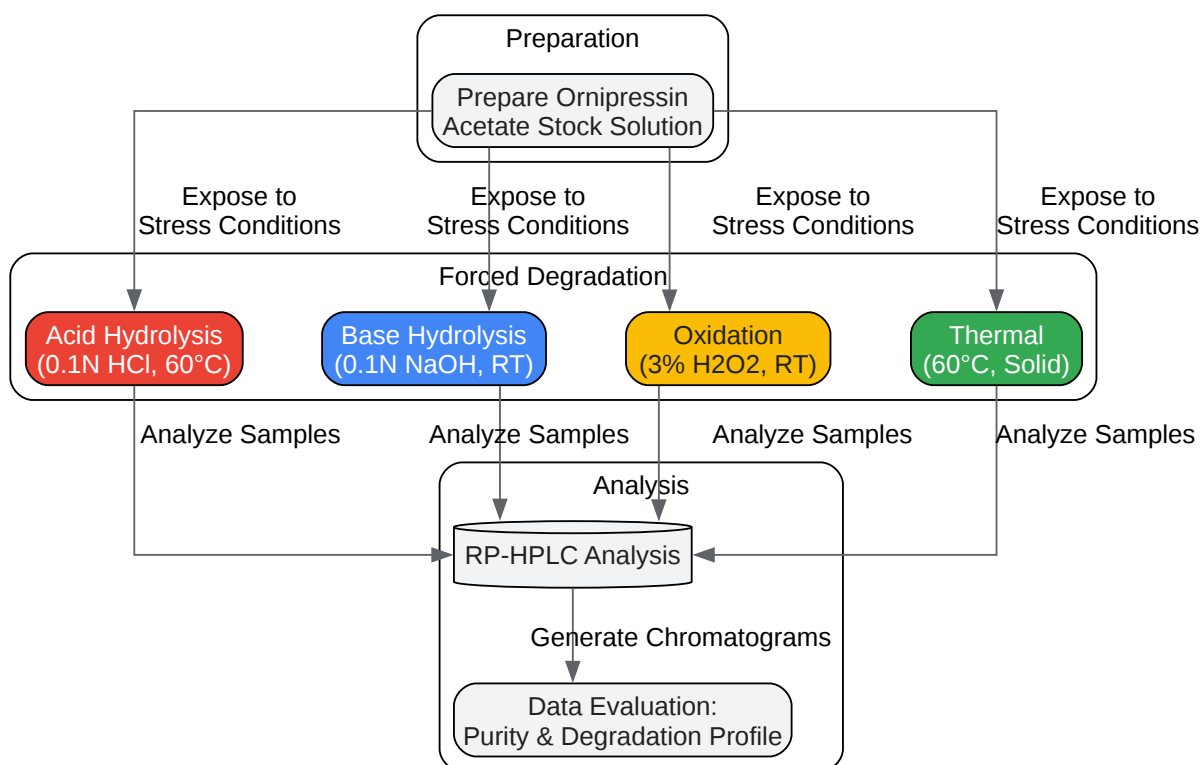 Preparation
Prepare Ornipressin
Acetate Stock Solution
Expose to
Stress Conditions
Expose to
Stress Conditions
Expose to
Stress Conditions
Expose to
Stress Conditions
Forced Degradation
Acid Hydrolysis
(0.1N HCl, 60°C)
Base Hydrolysis
(0.1N NaOH, RT)
Oxidation
(3% H2O2, RT)
Thermal
(60°C, Solid)
Analyze Samples
Analyze Samples
Analyze Samples
Analyze Samples
Analysis
RP-HPLC Analysis
Generate Chromatograms
Data Evaluation:
Purity & Degradation Profile